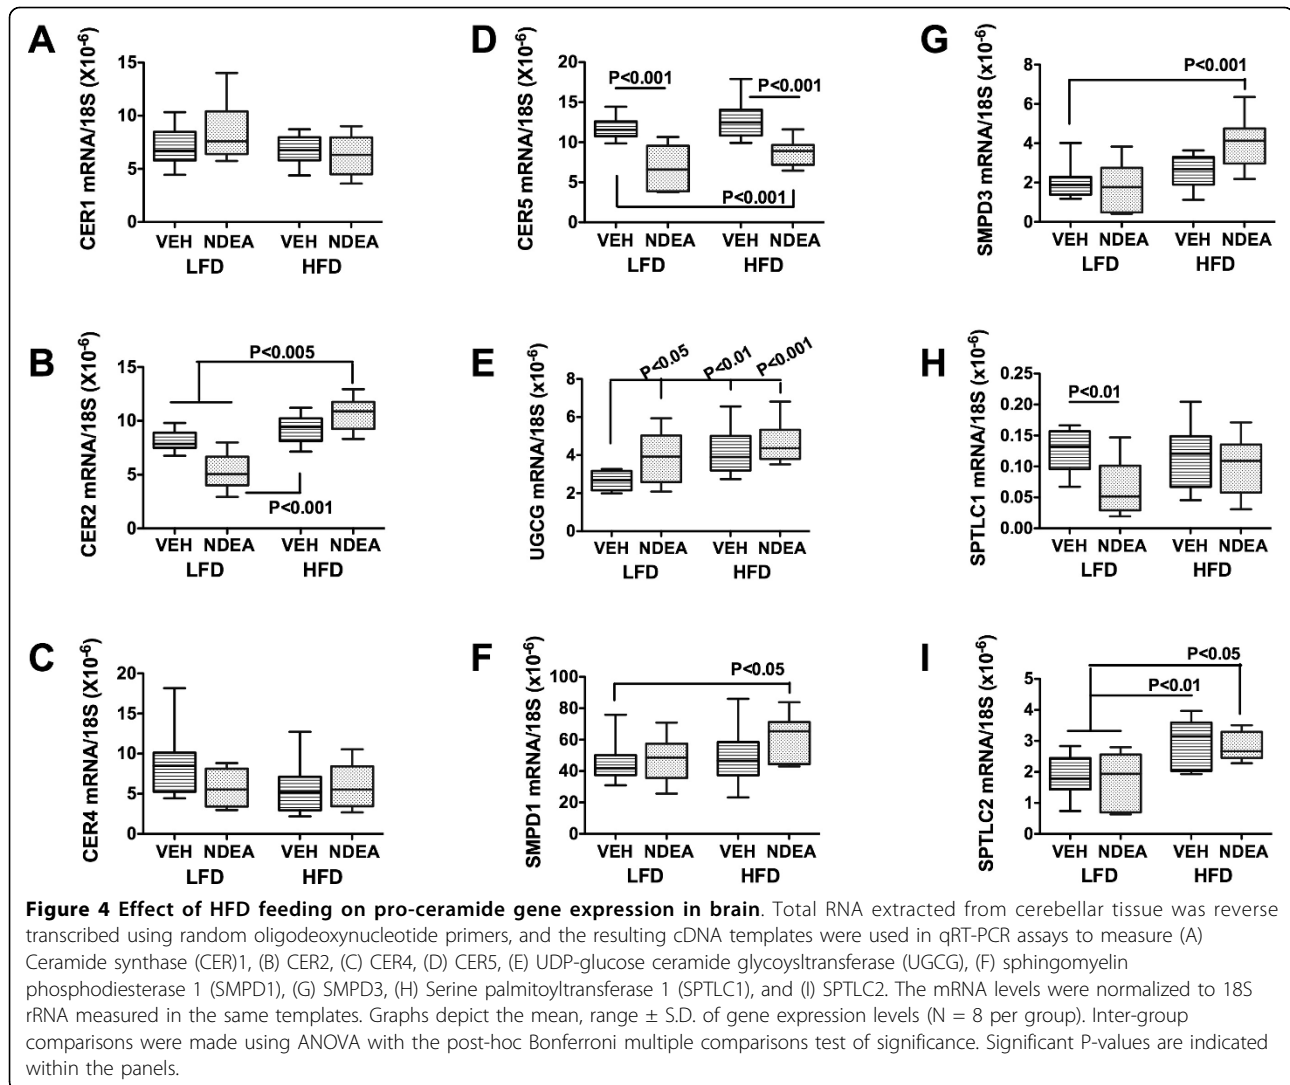 A
CER1 mRNA/18S (X10-6)
15
10
5
0
VEH NDEA VEH NDEA
LFD HFD
B
CER2 mRNA/18S (X10-6)
15
10
5
0
P<0.005
P<0.001
VEH NDEA VEH NDEA
LFD HFD
C
CER4 mRNA/18S (X10-6)
20
15
10
5
0
VEH NDEA VEH NDEA
LFD HFD
D
CER5 mRNA/18S (x10-6)
20
15
10
5
0
P<0.001
P<0.001
P<0.001
VEH NDEA VEH NDEA
LFD HFD
E
UGCG mRNA/18S (x10-6)
8
6
4
2
0
P<0.05 P<0.01 P<0.001
VEH NDEA VEH NDEA
LFD HFD
F
SMPD1 mRNA/18S (x10-6)
100
80
60
40
20
0
P<0.05
VEH NDEA VEH NDEA
LFD HFD
G
SMPD3 mRNA/18S (x10-6)
8
6
4
2
0
P<0.001
VEH NDEA VEH NDEA
LFD HFD
H
SPTLC1 mRNA/18S (x10-6)
0.25
0.20
0.15
0.10
0.05
0.00
P<0.01
VEH NDEA VEH NDEA
LFD HFD
I
SPTLC2 mRNA/18S (x10-6)
5
4
3
2
1
0
P<0.05
P<0.01
VEH NDEA VEH NDEA
LFD HFD
Figure 4 Effect of HFD feeding on pro-ceramide gene expression in brain. Total RNA extracted from cerebellar tissue was reverse
transcribed using random oligodeoxynucleotide primers, and the resulting cDNA templates were used in qRT-PCR assays to measure (A)
Ceramide synthase (CER)1, (B) CER2, (C) CER4, (D) CER5, (E) UDP-glucose ceramide glycoysltransferase (UGCG), (F) sphingomyelin
phosphodiesterase 1 (SMPD1), (G) SMPD3, (H) Serine palmitoyltransferase 1 (SPTLC1), and (I) SPTLC2. The mRNA levels were normalized to 18S
rRNA measured in the same templates. Graphs depict the mean, range ± S.D. of gene expression levels (N = 8 per group). Inter-group
comparisons were made using ANOVA with the post-hoc Bonferroni multiple comparisons test of significance. Significant P-values are indicated
within the panels.